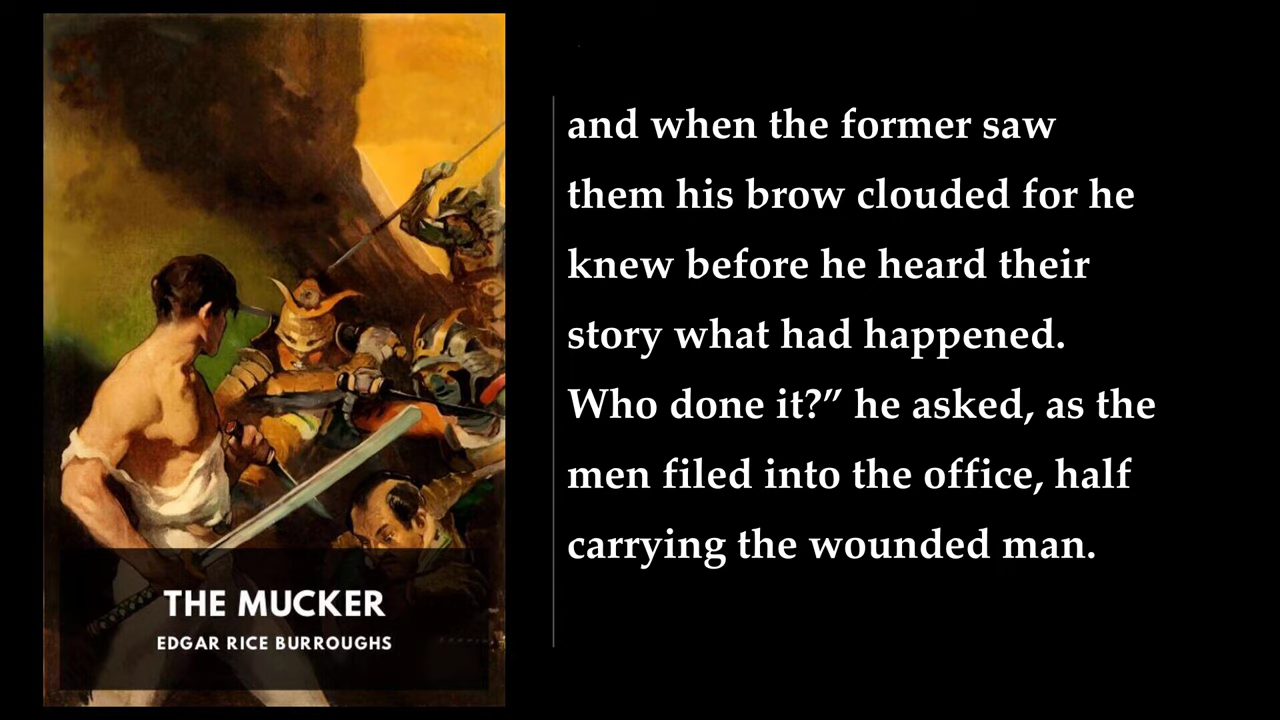 and when the former saw
them his brow clouded for he
knew before he heard their
story what had happened.
Who done it?” he asked, as the
men filed into the office, half
carrying the wounded man.
THE MUCKER
EDGAR RICE BURROUGHS